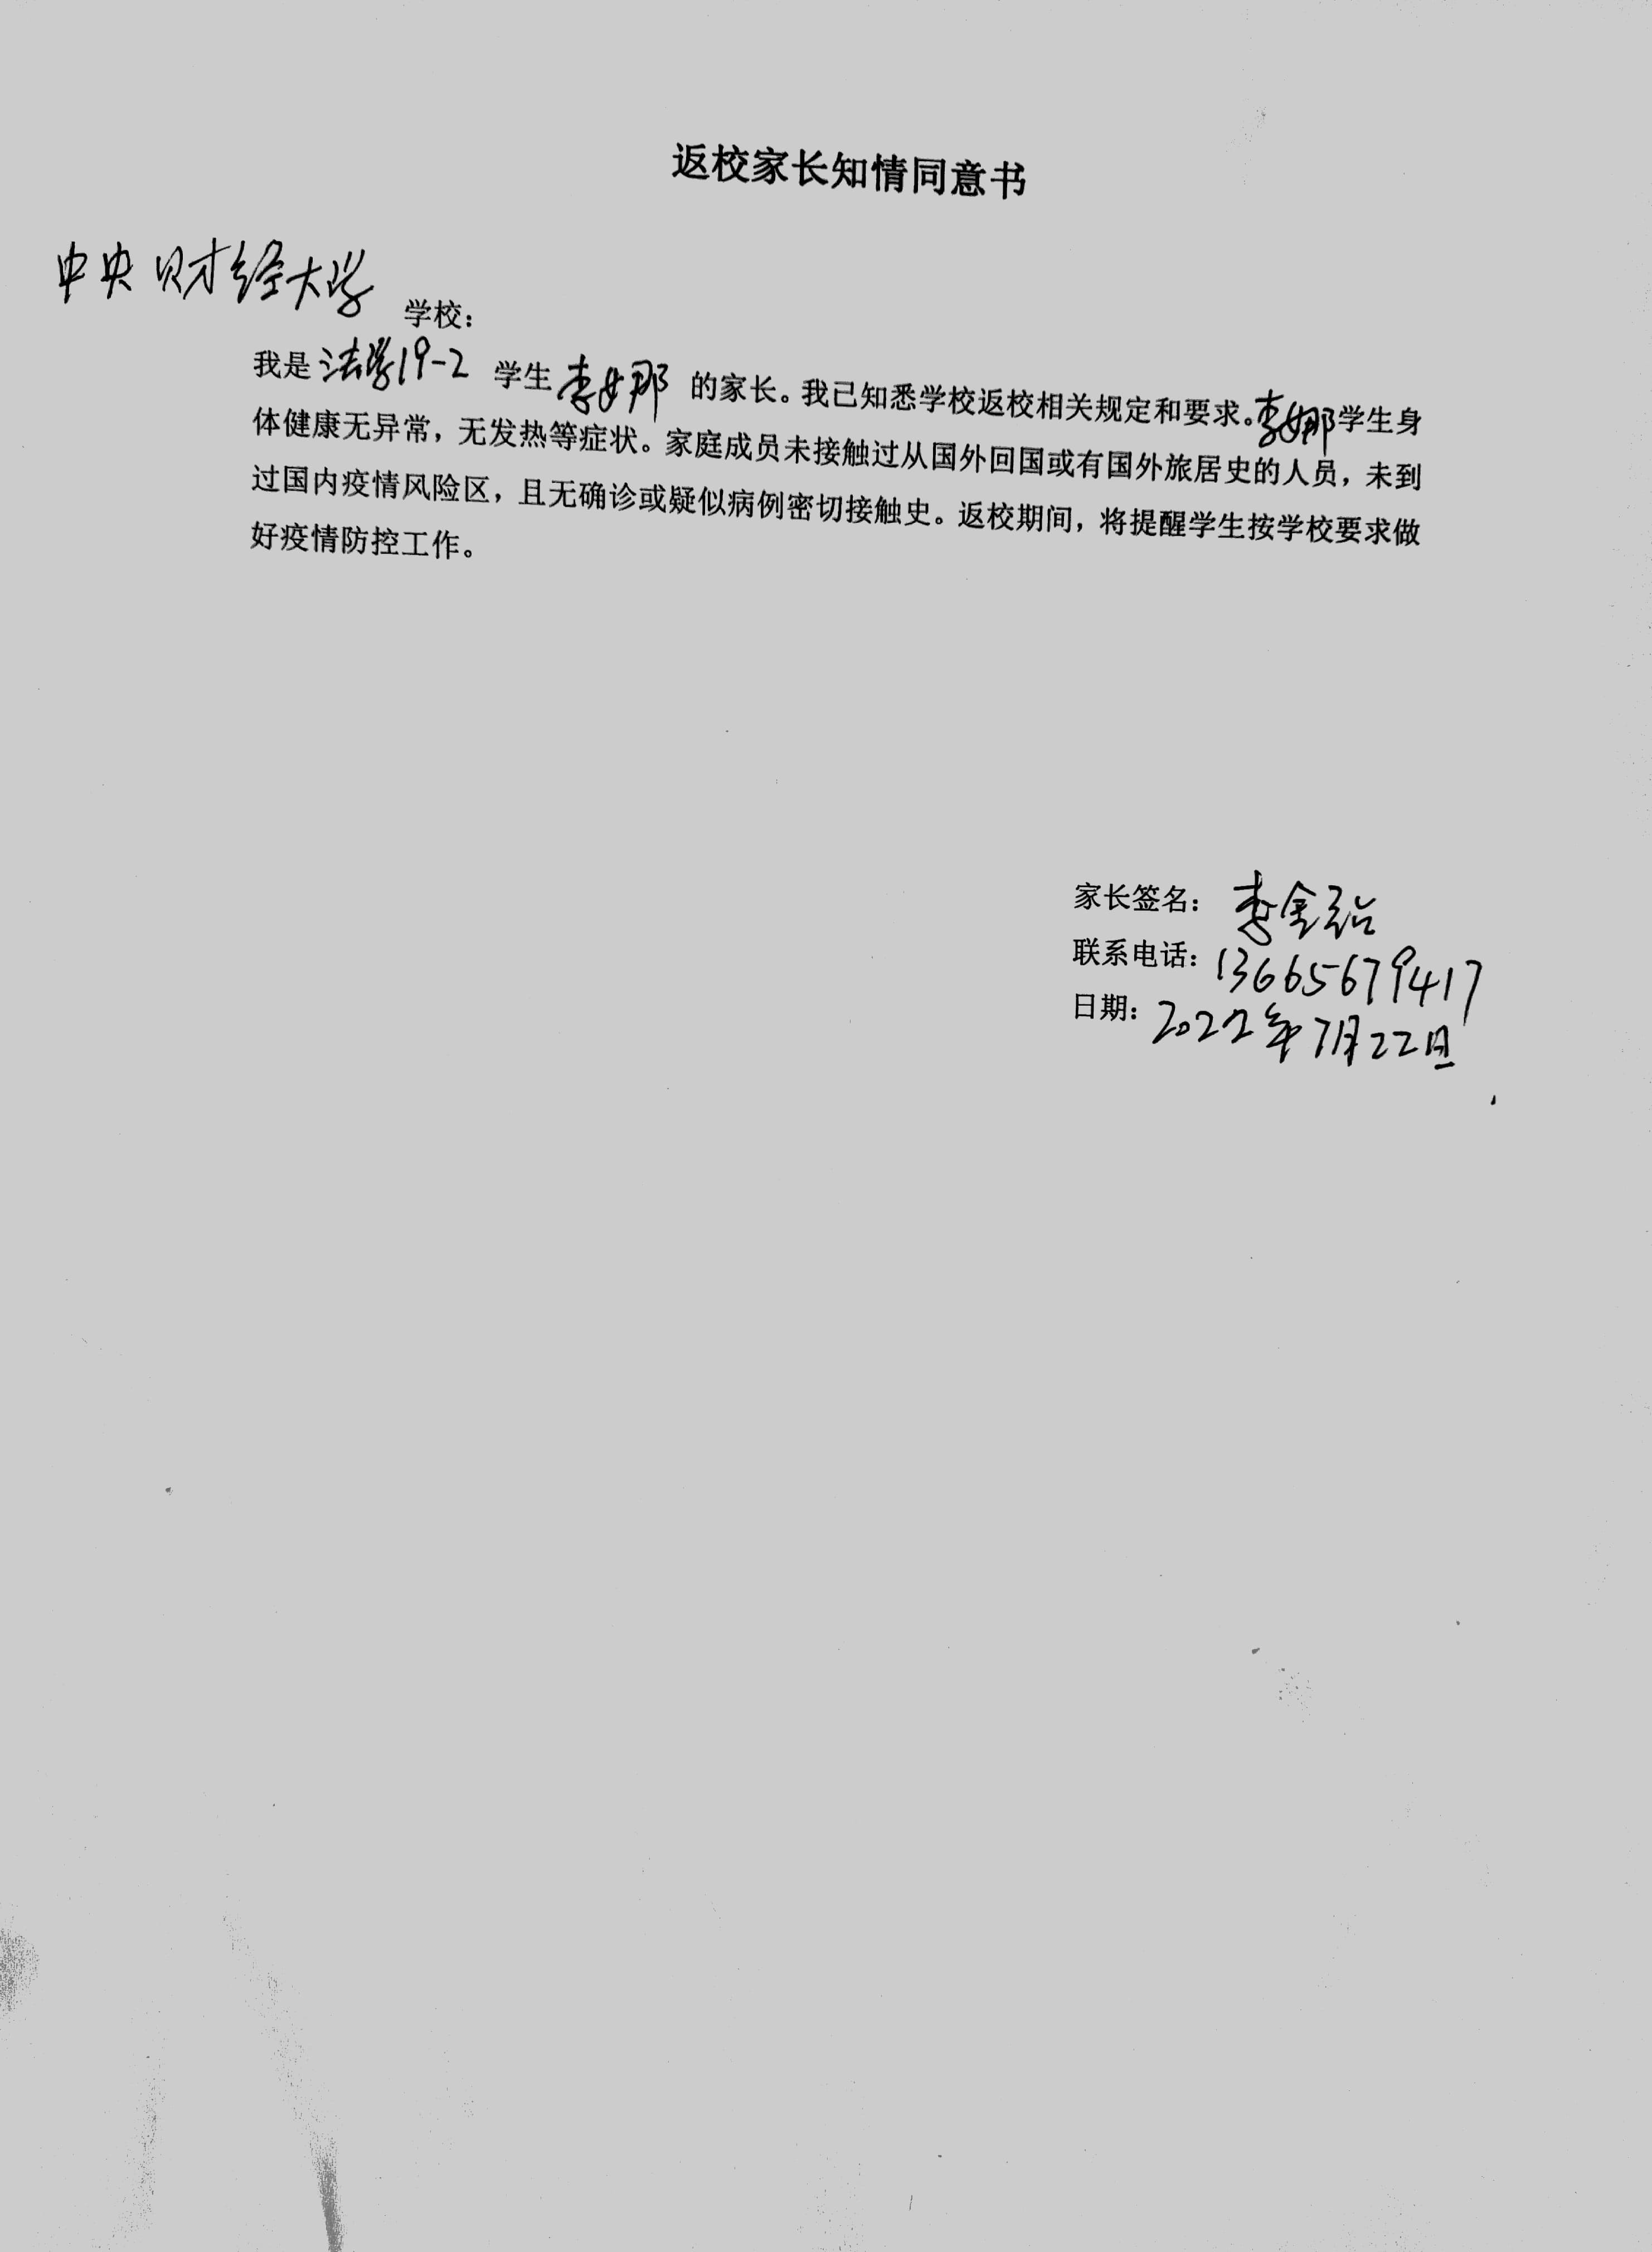 返校家长知情同意书
中央财经大学 学校：
我是 法学19-2 学生 李娜 的家长。我已知悉学校返校相关规定和要求。李娜 学生身
体健康无异常，无发热等症状。家庭成员未接触过从国外回国或有国外旅居史的人员，未到
过国内疫情风险区，且无确诊或疑似病例密切接触史。返校期间，将提醒学生按学校要求做
好疫情防控工作。
家长签名： 李金
联系电话： 13665679417
日期： 2022年7月22日